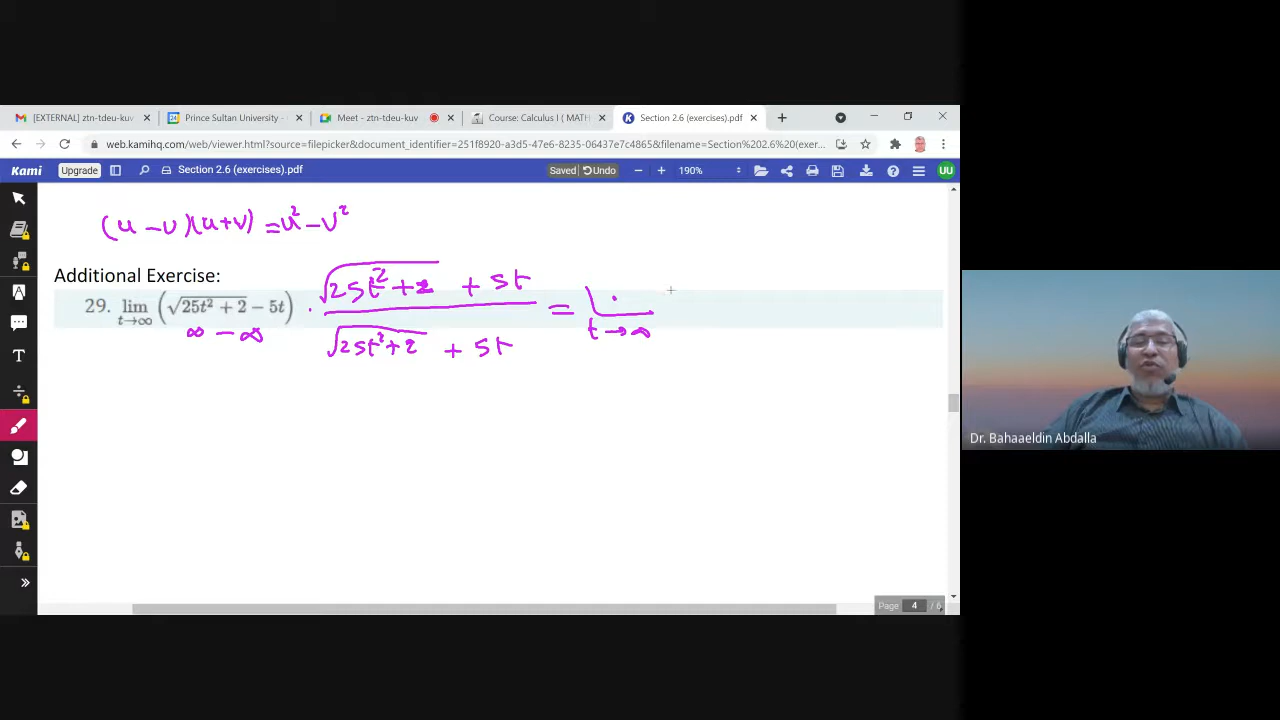 [EXTERNAL] ztn-tdeu-kuv
Prince Sultan University -
Meet - ztn-tdeu-kuv
Course: Calculus I ( MATH
Section 2.6 (exercises).pdf
web.kamihq.com/web/viewer.html?source=filepicker&document_identifier=251f8920-a3d5-47e6-8235-06437e7c4865&filename=Section%202.6%20(exer...
Kami Upgrade Section 2.6 (exercises).pdf Saved Undo 190% UU
(u - v)(u+v) = u² - v²
Additional Exercise:
29. lim t→∞ (√25t² + 2 − 5t) · √25t²+2 + 5t / √25t²+2 + 5t = L. t→∞
∞ - ∞
Dr. Bahaaeldin Abdalla
Page 4 / 6